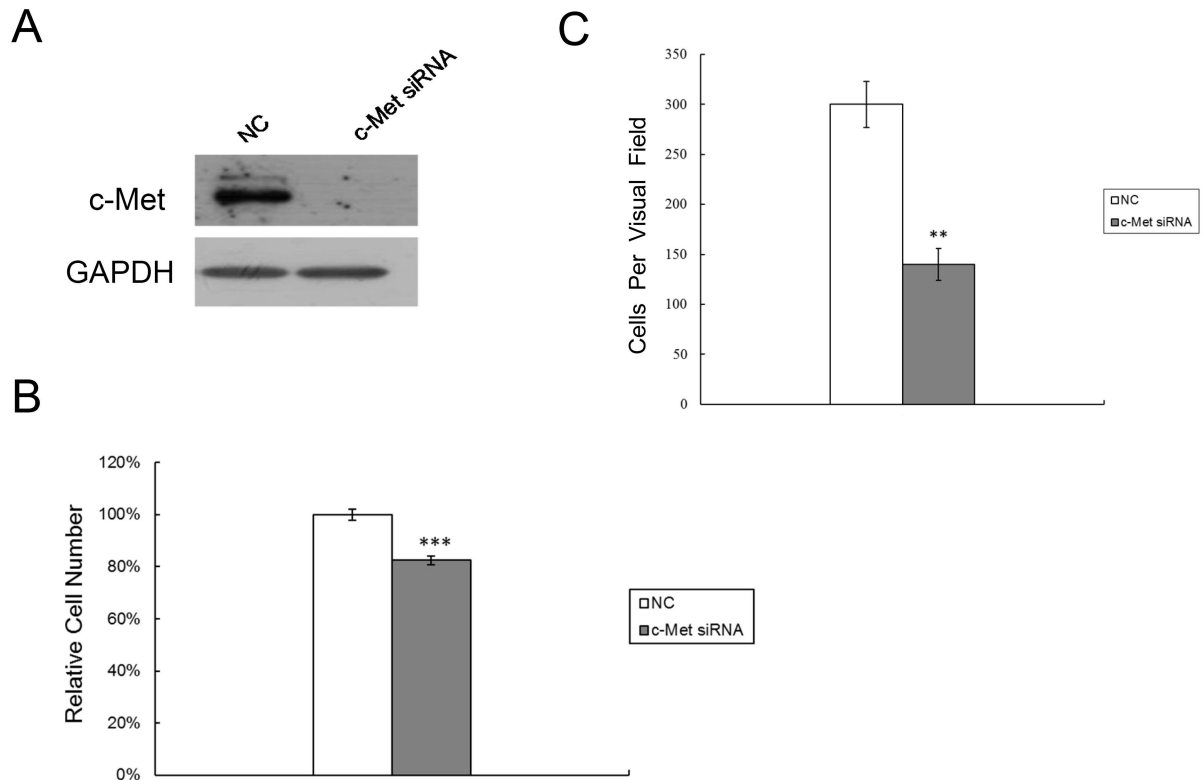 A
NC
c-Met siRNA
c-Met
GAPDH
B
120%
100%
80%
60%
40%
20%
0%
Relative Cell Number
***
NC
c-Met siRNA
C
350
300
250
200
150
100
50
0
Cells Per Visual Field
**
NC
c-Met siRNA